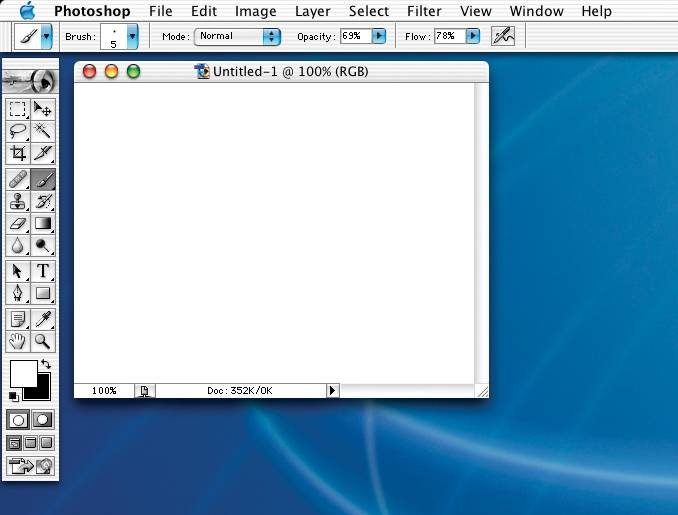 Photoshop File Edit Image Layer Select Filter View Window Help
Brush: 5 Mode: Normal Opacity: 69% Flow: 78%
Untitled-1 @ 100% (RGB)
T
100% Doc: 352K/0K